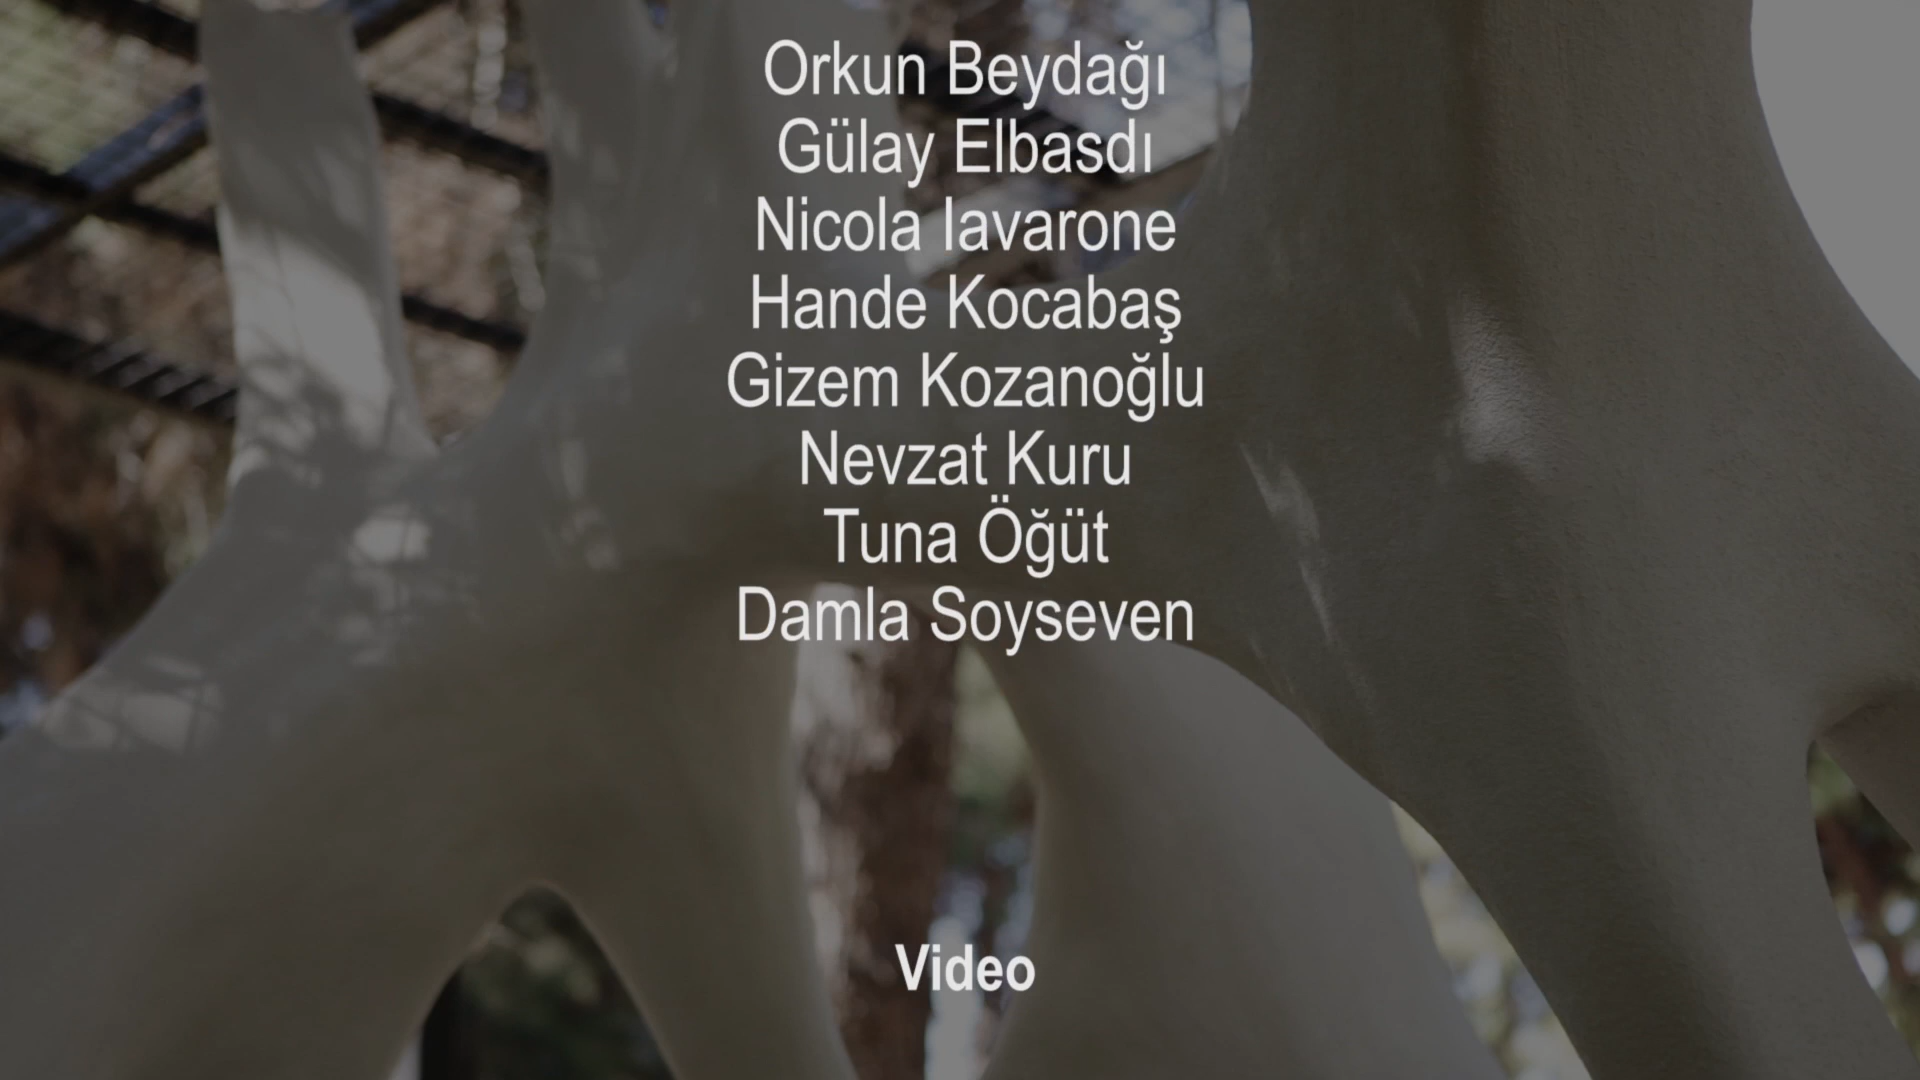 Orkun Beydağı
Gülay Elbasdı
Nicola Iavarone
Hande Kocabaş
Gizem Kozanoğlu
Nevzat Kuru
Tuna Öğüt
Damla Soyseven
Video